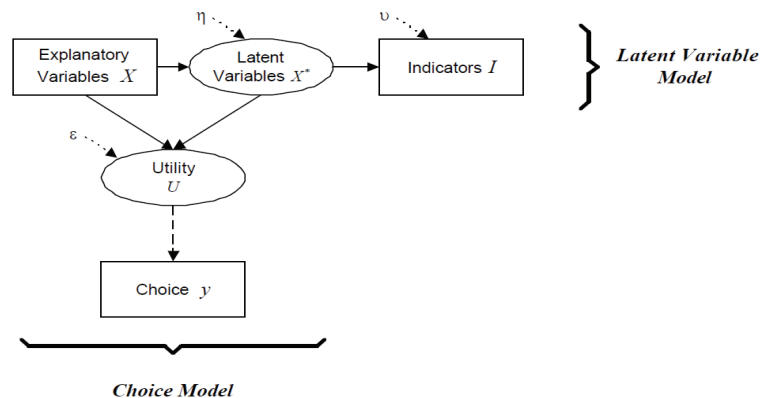 η
υ
Explanatory
Variables X
Latent
Variables X*
Indicators I
Latent Variable
Model
ε
Utility
U
Choice y
Choice Model